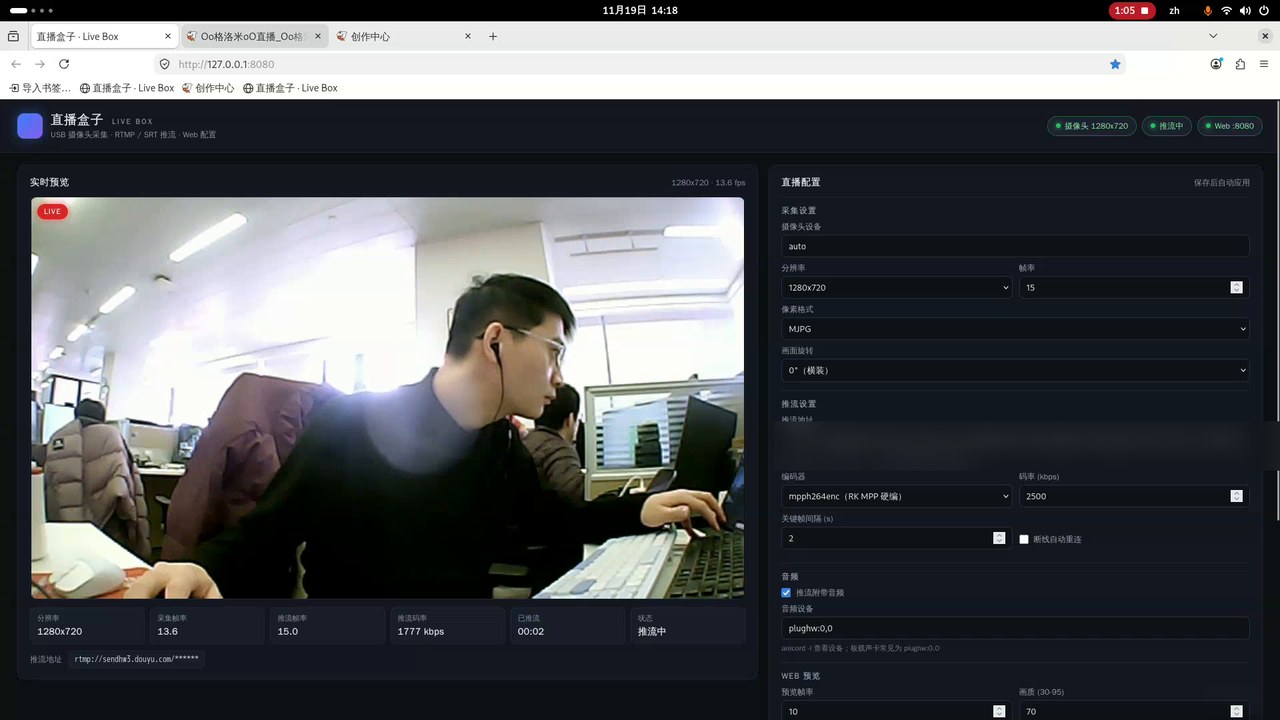 11月19日 14:18
1:05
zh
直播盒子 · Live Box
Oo格洛米oO直播_Oo格
创作中心
http://127.0.0.1:8080
导入书签…
直播盒子 · Live Box
创作中心
直播盒子 · Live Box
直播盒子 LIVE BOX
USB 摄像头采集 · RTMP / SRT 推流 · Web 配置
摄像头 1280x720
推流中
Web :8080
实时预览
1280x720 · 13.6 fps
LIVE
分辨率
1280x720
采集帧率
13.6
推流帧率
15.0
推流码率
1777 kbps
已推流
00:02
状态
推流中
推流地址 rtmp://sendhw3.douyu.com/******
直播配置
保存后自动应用
采集设置
摄像头设备
auto
分辨率
帧率
1280x720
15
像素格式
MJPG
画面旋转
0°（横装）
推流设置
推流地址
编码器
码率 (kbps)
mpph264enc（RK MPP 硬编）
2500
关键帧间隔 (s)
2
断线自动重连
音频
推流附带音频
音频设备
plughw:0,0
arecord -l 查看设备；板载声卡常见为 plughw:0,0
WEB 预览
预览帧率
画质 (30-95)
10
70